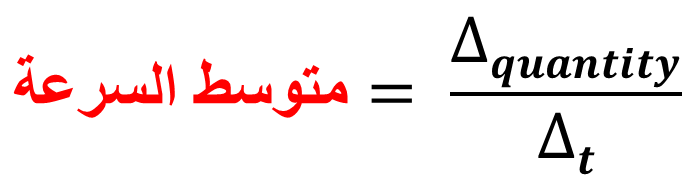 متوسط السرعة = Δquantity / Δt